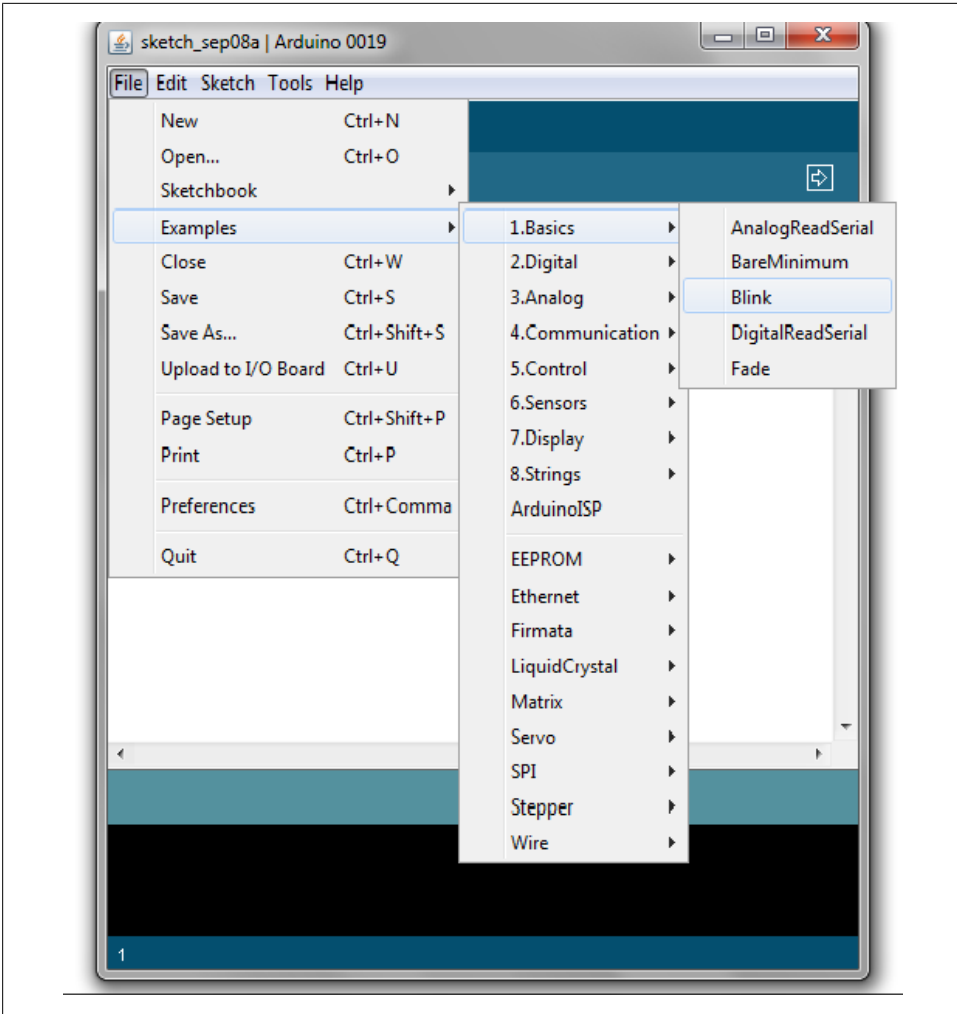 sketch_sep08a | Arduino 0019
File Edit Sketch Tools Help
New Ctrl+N
Open... Ctrl+O
Sketchbook
Examples
Close Ctrl+W
Save Ctrl+S
Save As... Ctrl+Shift+S
Upload to I/O Board Ctrl+U
Page Setup Ctrl+Shift+P
Print Ctrl+P
Preferences Ctrl+Comma
Quit Ctrl+Q
1.Basics
2.Digital
3.Analog
4.Communication
5.Control
6.Sensors
7.Display
8.Strings
ArduinoISP
EEPROM
Ethernet
Firmata
LiquidCrystal
Matrix
Servo
SPI
Stepper
Wire
AnalogReadSerial
BareMinimum
Blink
DigitalReadSerial
Fade
1